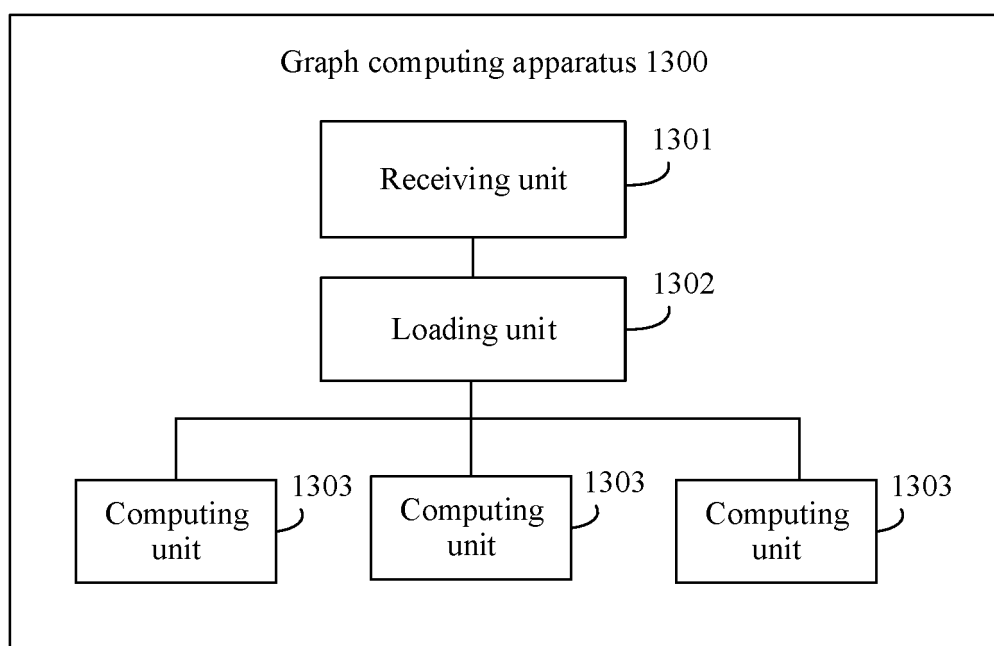 Graph computing apparatus 1300
1301
Receiving unit
1302
Loading unit
1303
Computing
unit
1303
Computing
unit
1303
Computing
unit